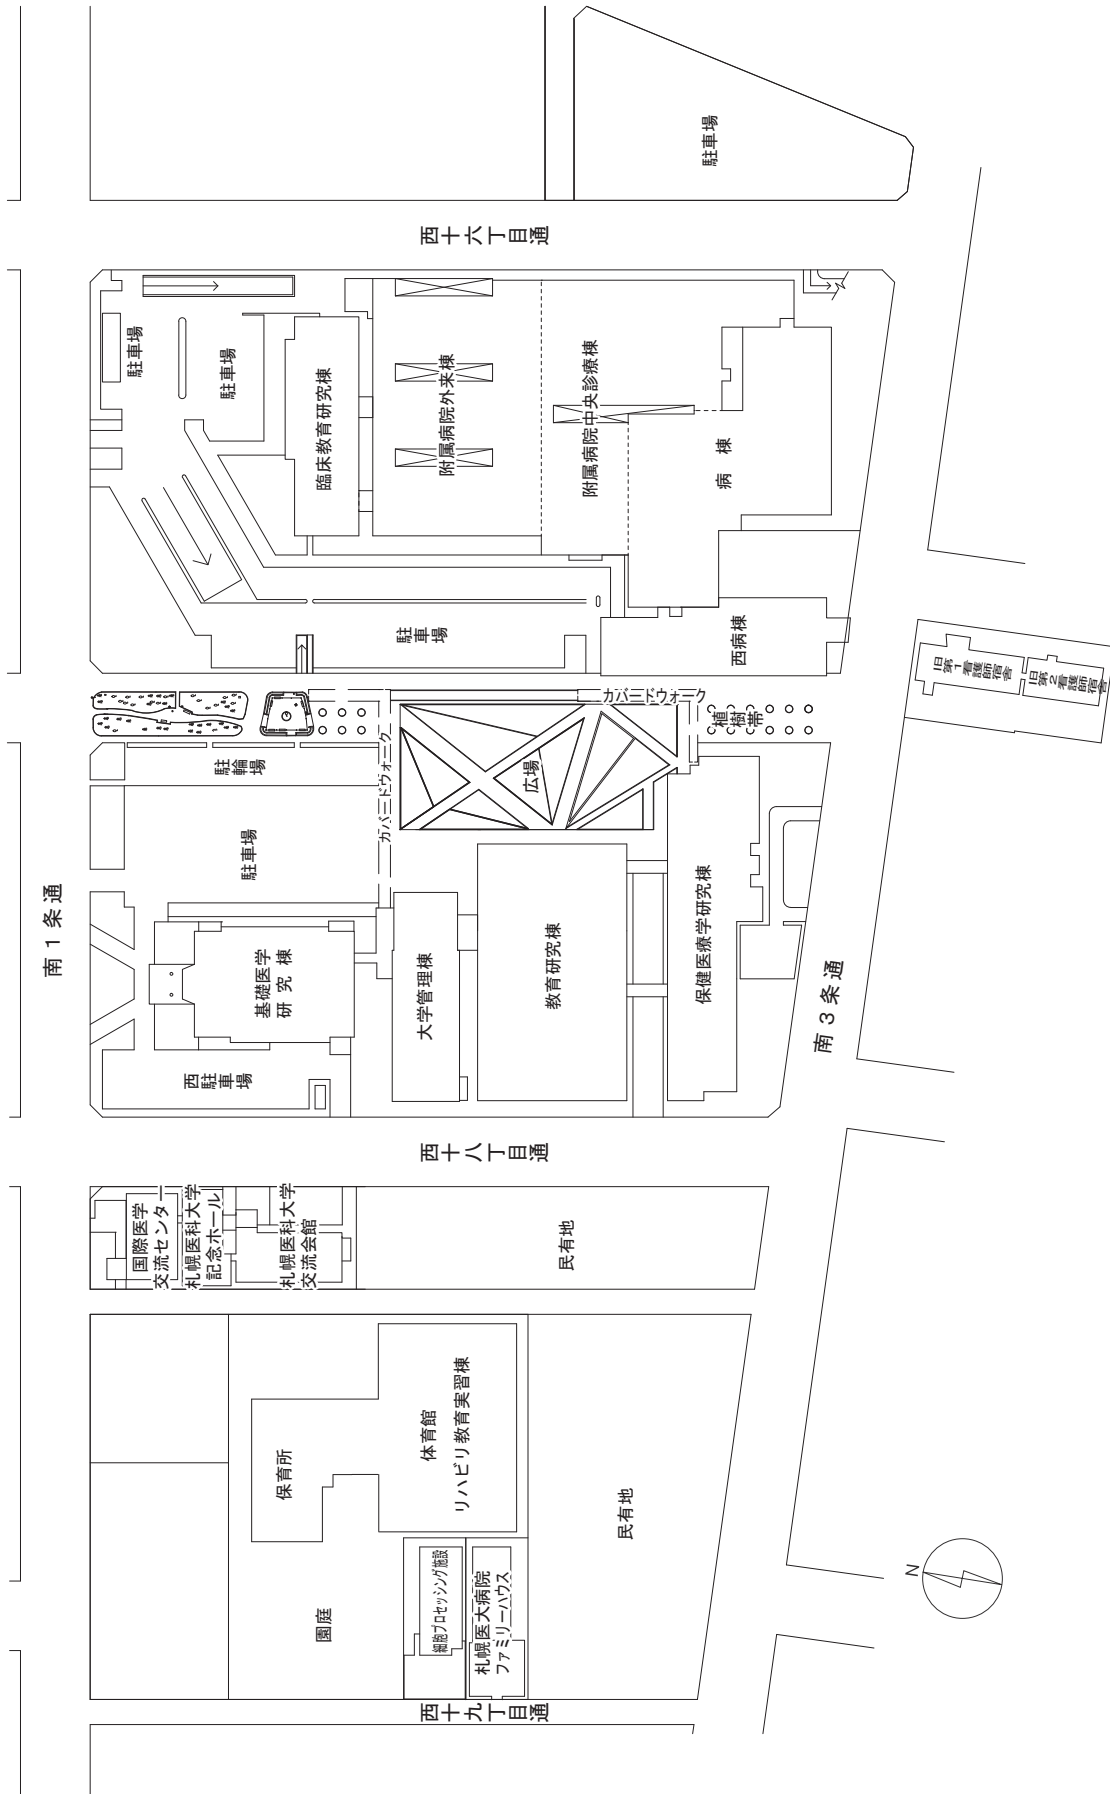 南1条通
西十六丁目通
駐車場
駐車場
駐車場
臨床教育研究棟
附属病院外来棟
附属病院中央診療棟
病棟
駐車場
西病棟
旧第1看護師宿舎
旧第2看護師宿舎
カバードウォーク
カバードウォーク
植樹帯
広場
駐輪場
駐車場
基礎医学
研究棟
大学管理棟
教育研究棟
保健医療学研究棟
西駐車場
南3条通
西十八丁目通
国際医学
交流センター
札幌医科大学
記念ホール
札幌医科大学
交流会館
民有地
保育所
体育館
リハビリ教育実習棟
園庭
細胞プロセッシング施設
札幌医大病院
ファミリーハウス
民有地
西十九丁目通
N